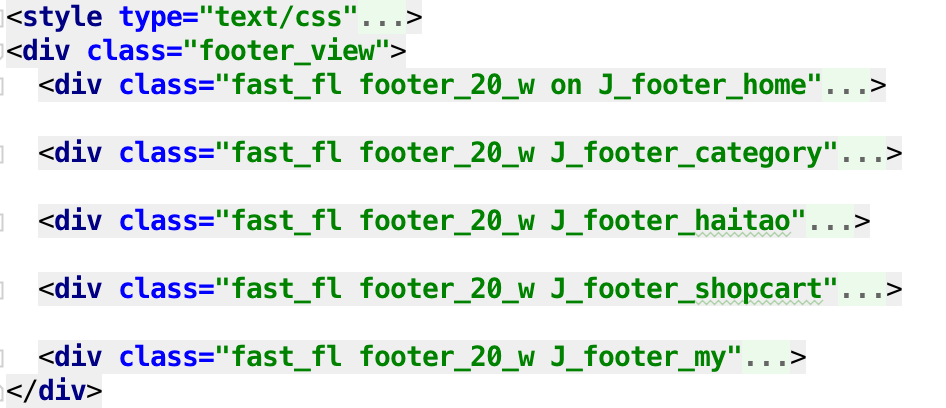 <style type="text/css"...>
<div class="footer_view">
<div class="fast_fl footer_20_w on J_footer_home"...>
<div class="fast_fl footer_20_w J_footer_category"...>
<div class="fast_fl footer_20_w J_footer_haitao"...>
<div class="fast_fl footer_20_w J_footer_shopcart"...>
<div class="fast_fl footer_20_w J_footer_my"...>
</div>